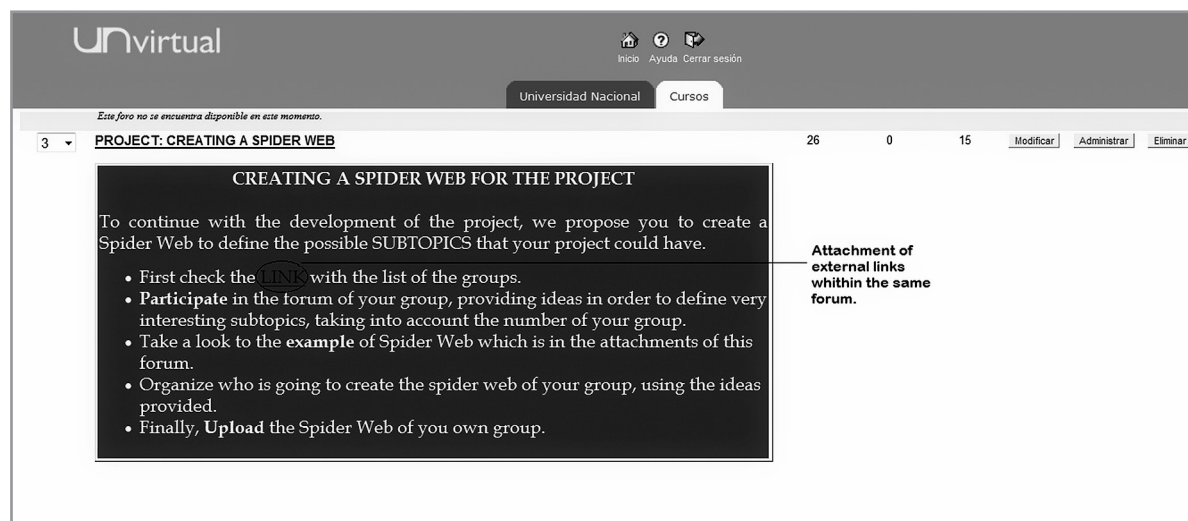 UNvirtual
Inicio Ayuda Cerrar sesión
Universidad Nacional Cursos
Este foro no se encuentra disponible en este momento.
3 PROJECT: CREATING A SPIDER WEB 26 0 15 Modificar Administrar Eliminar
CREATING A SPIDER WEB FOR THE PROJECT
To continue with the development of the project, we propose you to create a
Spider Web to define the possible SUBTOPICS that your project could have.
• First check the LINK with the list of the groups.
• Participate in the forum of your group, providing ideas in order to define very
interesting subtopics, taking into account the number of your group.
• Take a look to the example of Spider Web which is in the attachments of this
forum.
• Organize who is going to create the spider web of your group, using the ideas
provided.
• Finally, Upload the Spider Web of you own group.
Attachment of
external links
whithin the same
forum.